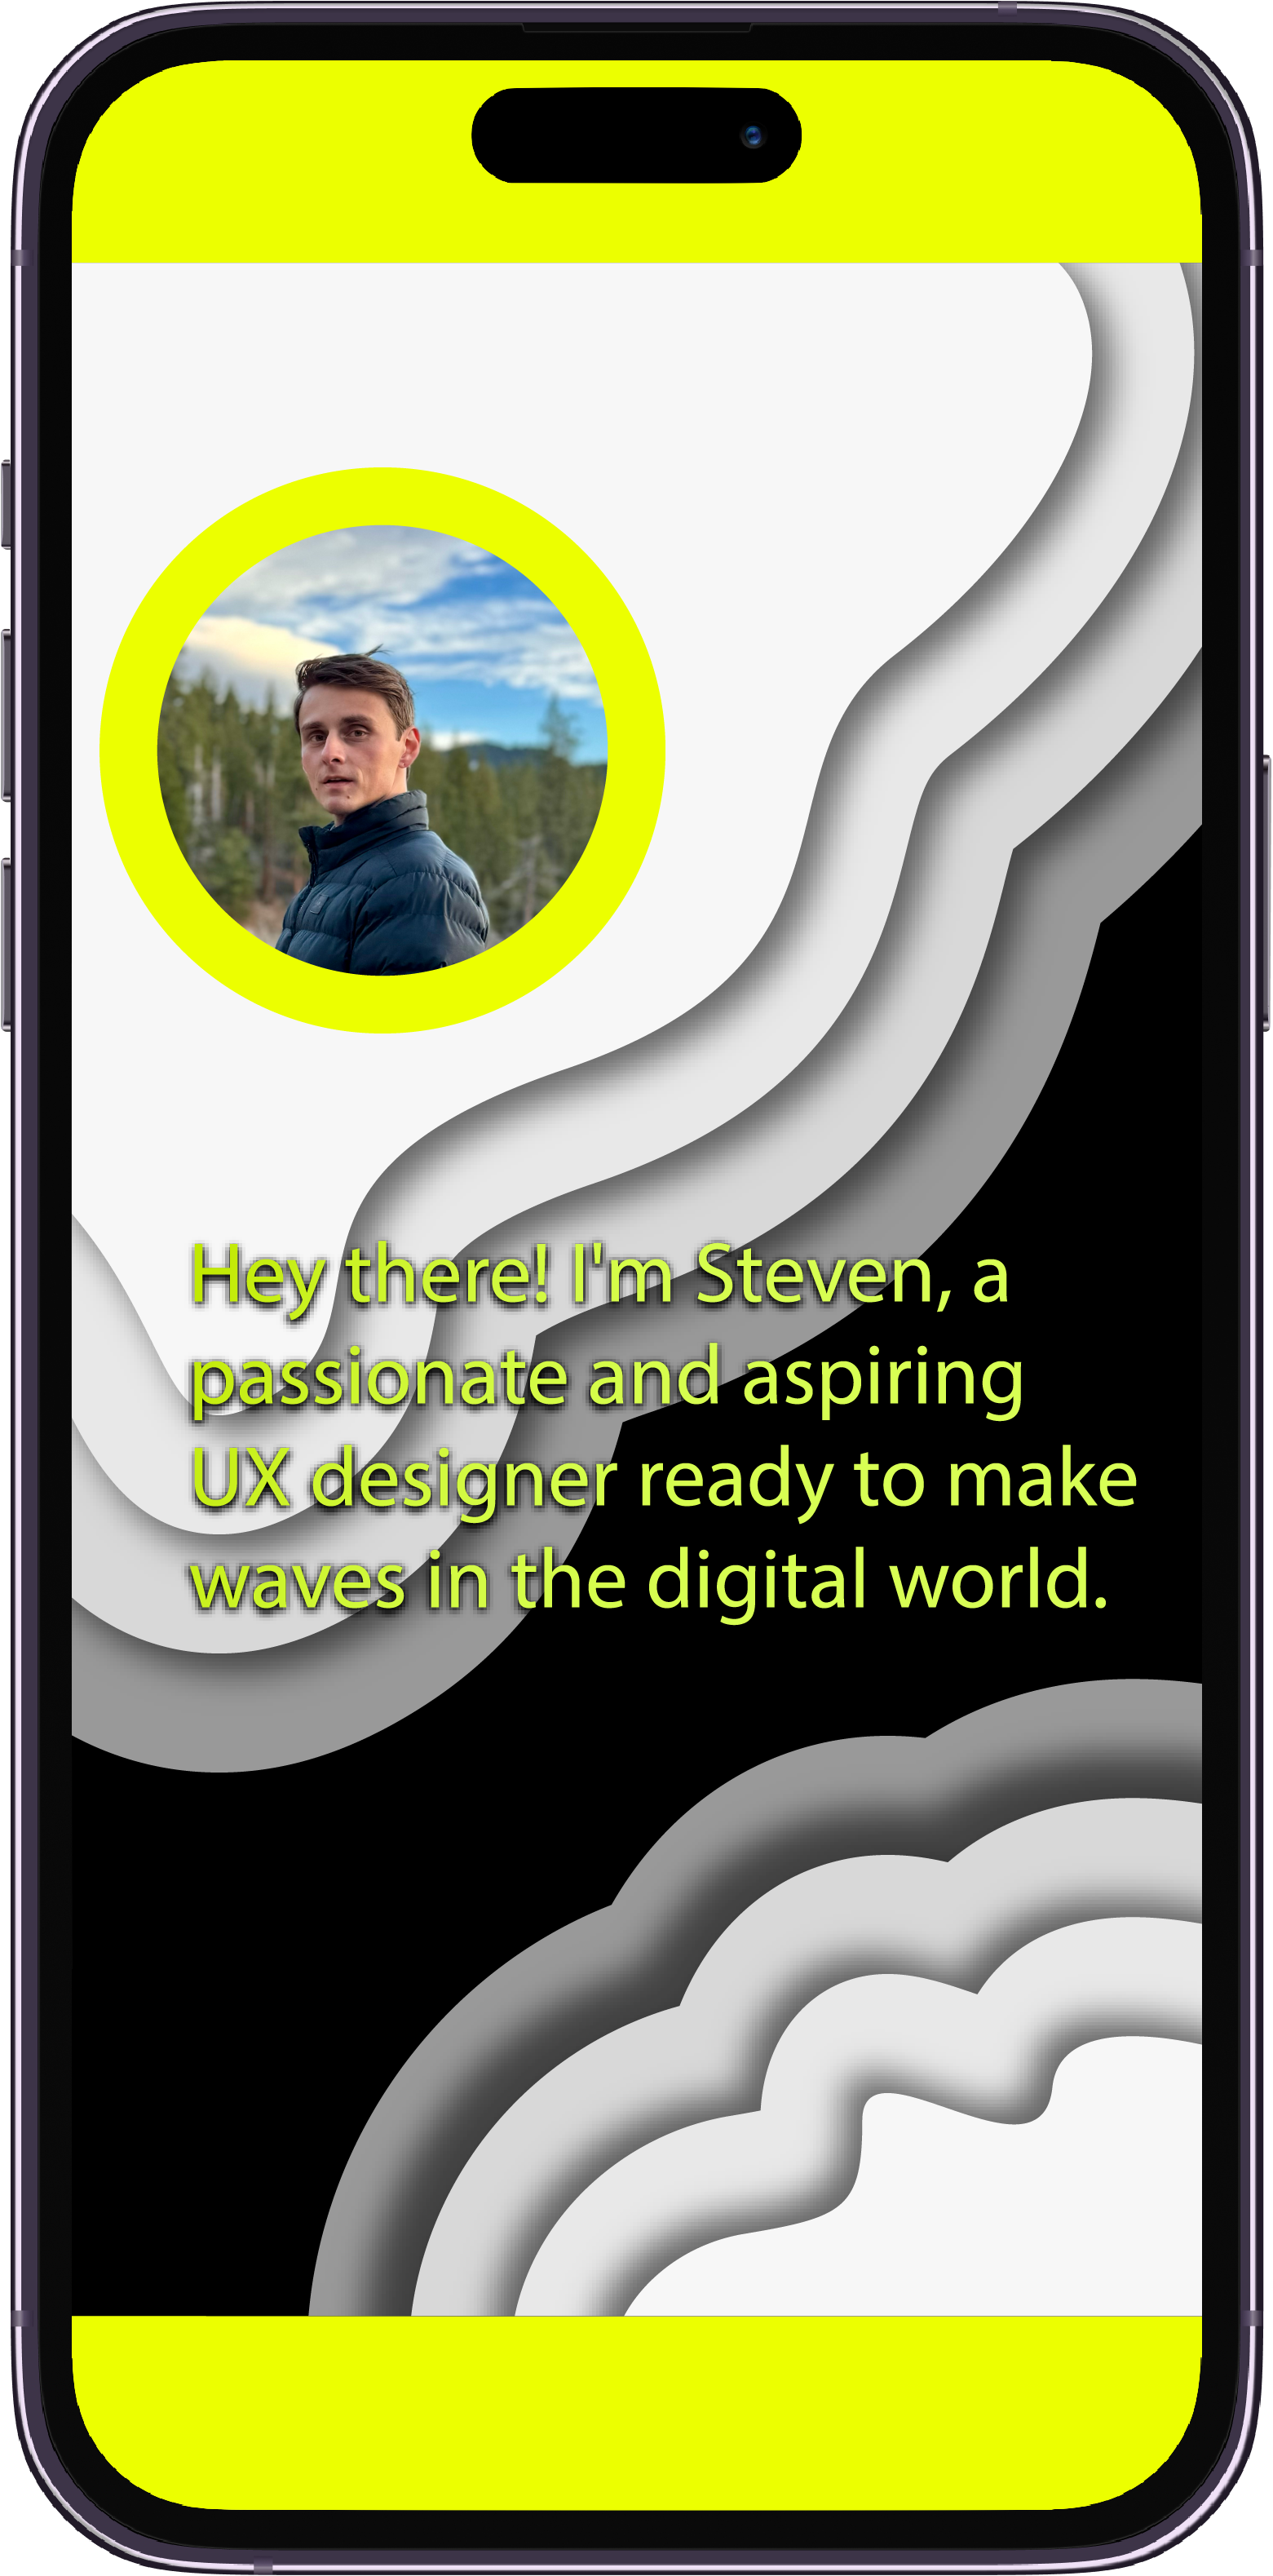 Hey there! I'm Steven, a
passionate and aspiring
UX designer ready to make
waves in the digital world.